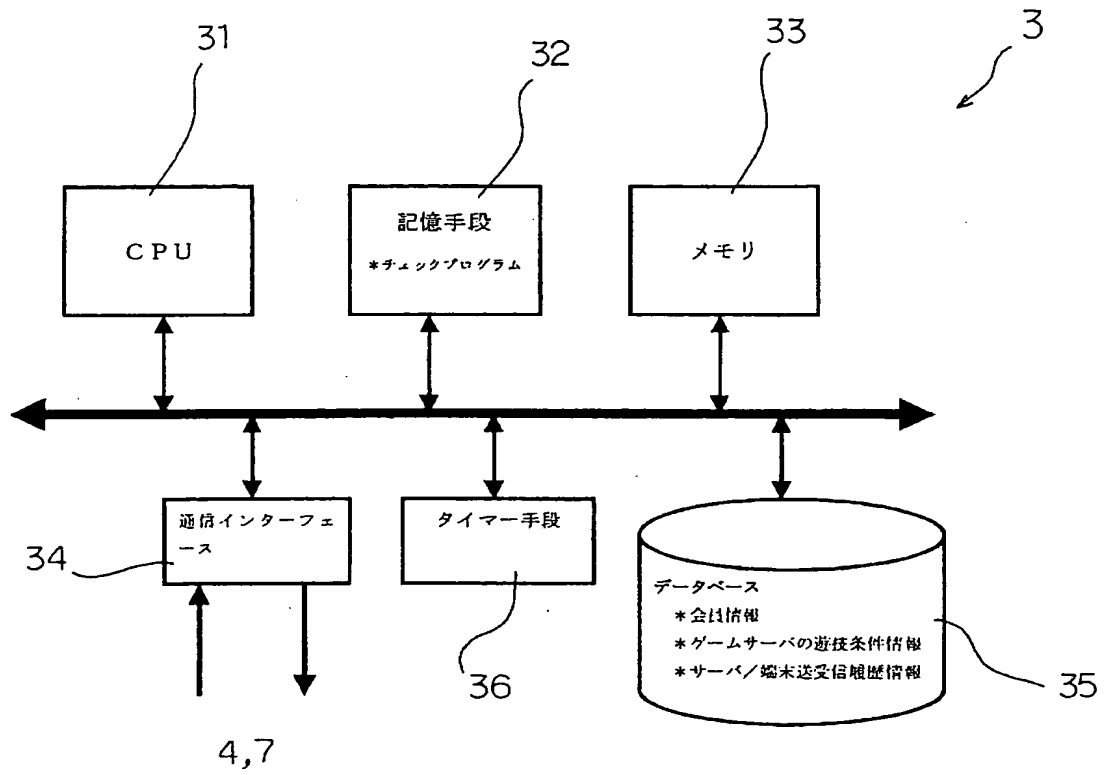 31
32
33
3
CPU
記憶手段
*チェックプログラム
メモリ
通信インターフェ
ース
タイマー手段
データベース
*会員情報
*ゲームサーバの遊技条件情報
*サーバ/端末送受信履歴情報
34
36
35
4,7